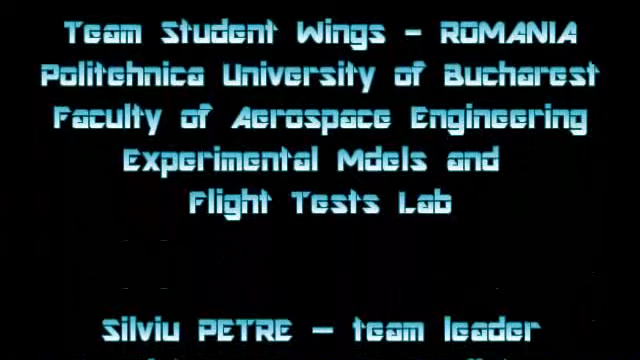 Team Student Wings - ROMANIA
Politehnica University of Bucharest
Faculty of Aerospace Engineering
Experimental Mdels and
Flight Tests Lab
Silviu PETRE - team leader